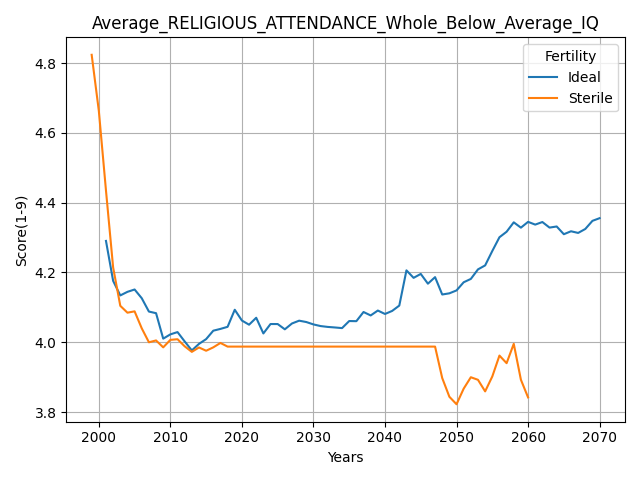 Average_RELIGIOUS_ATTENDANCE_Whole_Below_Average_IQ
Fertility
Ideal
Sterile
Score(1-9)
4.8
4.6
4.4
4.2
4.0
3.8
2000 2010 2020 2030 2040 2050 2060 2070
Years